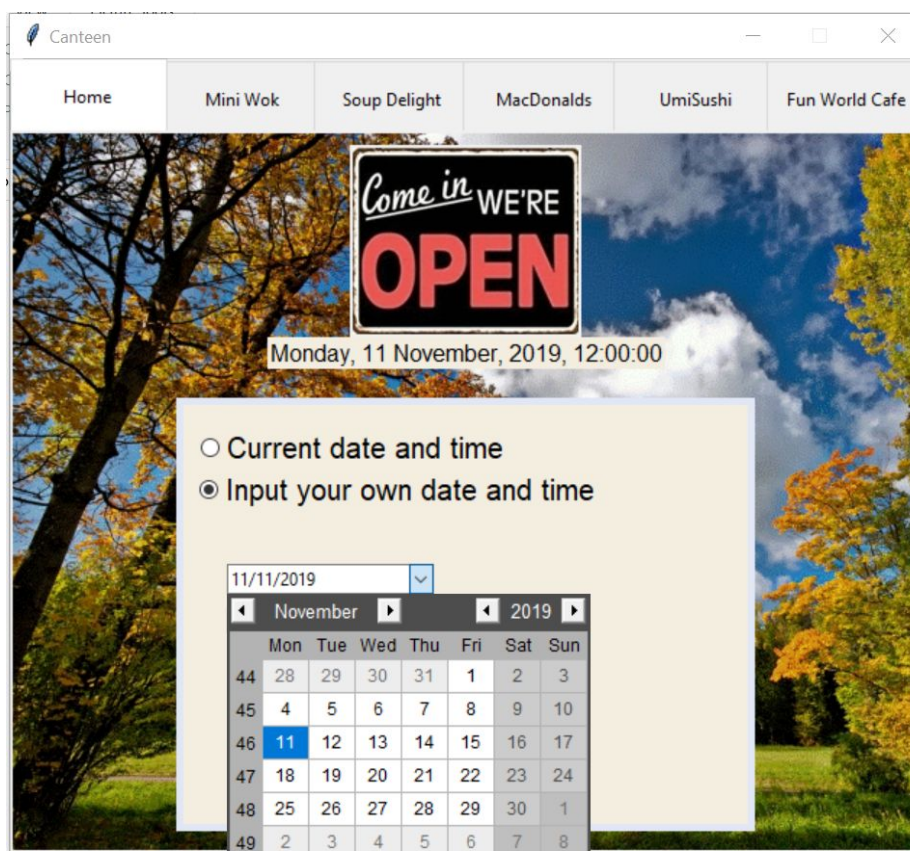 Canteen
Home Mini Wok Soup Delight MacDonalds UmiSushi Fun World Cafe
Come in WE'RE
OPEN
Monday, 11 November, 2019, 12:00:00
Current date and time
Input your own date and time
11/11/2019
November 2019
Mon Tue Wed Thu Fri Sat Sun
44 28 29 30 31 1 2 3
45 4 5 6 7 8 9 10
46 11 12 13 14 15 16 17
47 18 19 20 21 22 23 24
48 25 26 27 28 29 30 1
49 2 3 4 5 6 7 8